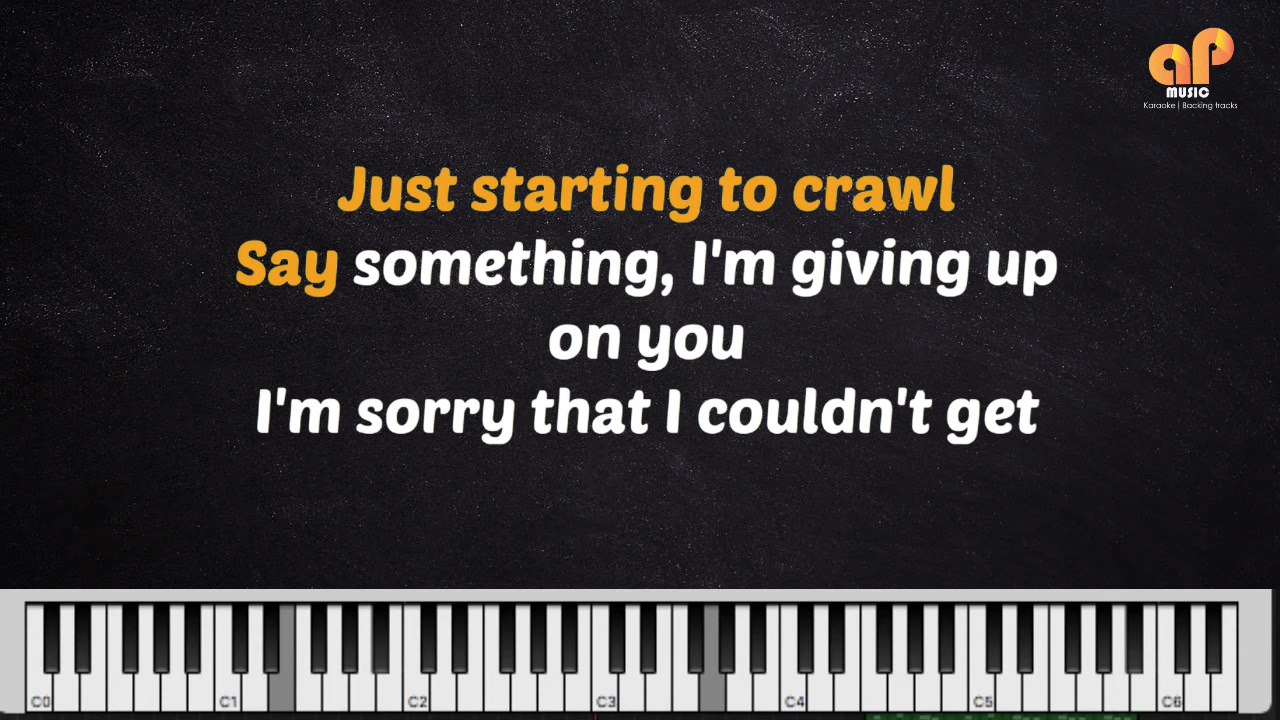 aP
MUSIC
Karaoke | Backing tracks
Just starting to crawl
Say something, I'm giving up
on you
I'm sorry that I couldn't get
C0 C1 C2 C3 C4 C5 C6